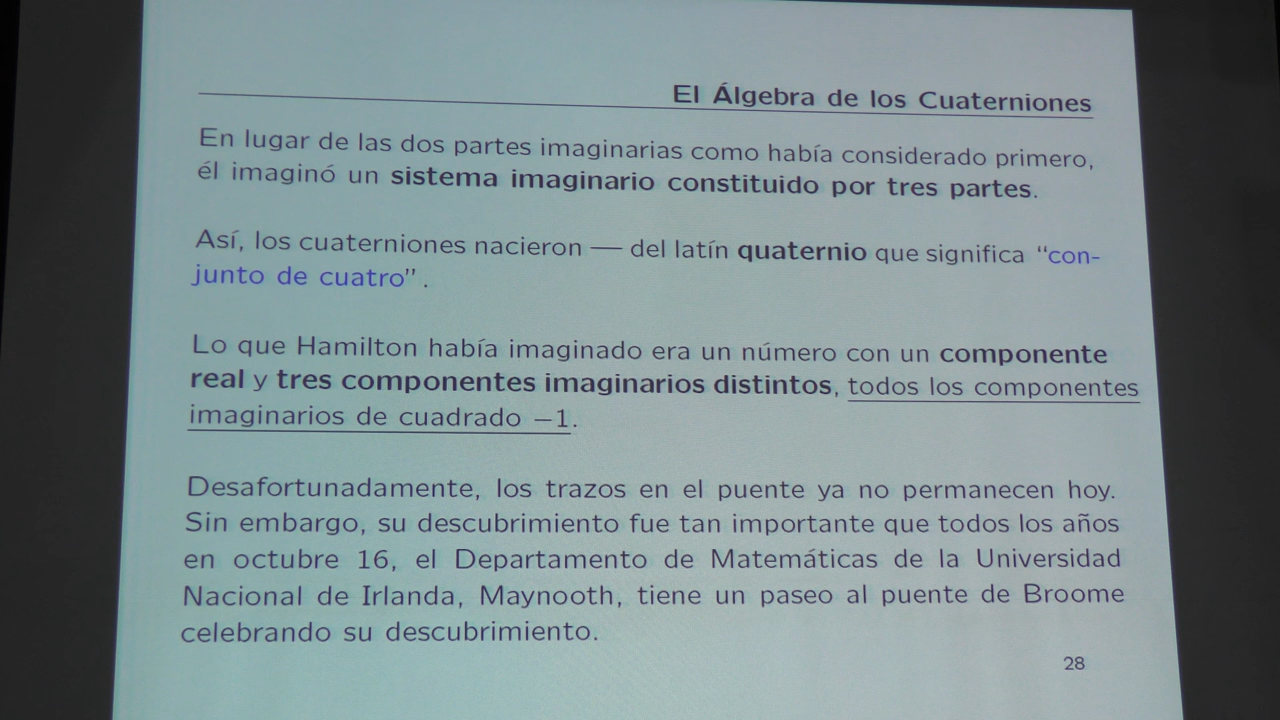 El Álgebra de los Cuaterniones
En lugar de las dos partes imaginarias como había considerado primero,
él imaginó un sistema imaginario constituido por tres partes.
Así, los cuaterniones nacieron — del latín quaternio que significa “con-
junto de cuatro”.
Lo que Hamilton había imaginado era un número con un componente
real y tres componentes imaginarios distintos, todos los componentes
imaginarios de cuadrado −1.
Desafortunadamente, los trazos en el puente ya no permanecen hoy.
Sin embargo, su descubrimiento fue tan importante que todos los años
en octubre 16, el Departamento de Matemáticas de la Universidad
Nacional de Irlanda, Maynooth, tiene un paseo al puente de Broome
celebrando su descubrimiento.
28